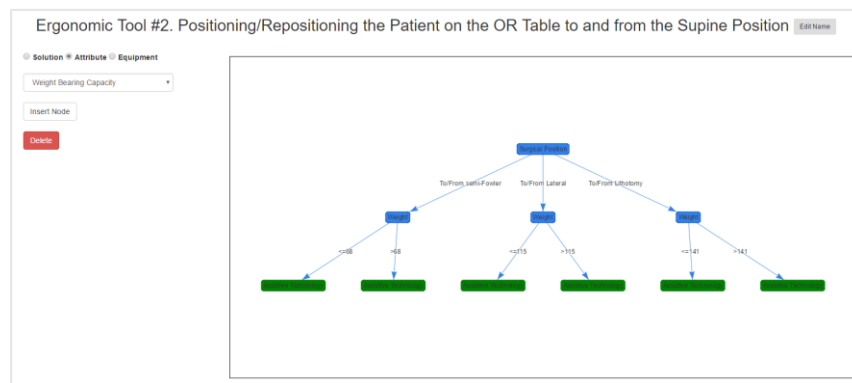 Ergonomic Tool #2. Positioning/Repositioning the Patient on the OR Table to and from the Supine Position Edit Name
Solution Attribute Equipment
Weight Bearing Capacity
Insert Node
Delete
Surgical Position
To/From semi-Fowler To/From Lateral To/From Lithotomy
Weight Weight Weight
<=68 >68 <=115 >115 <=141 >141